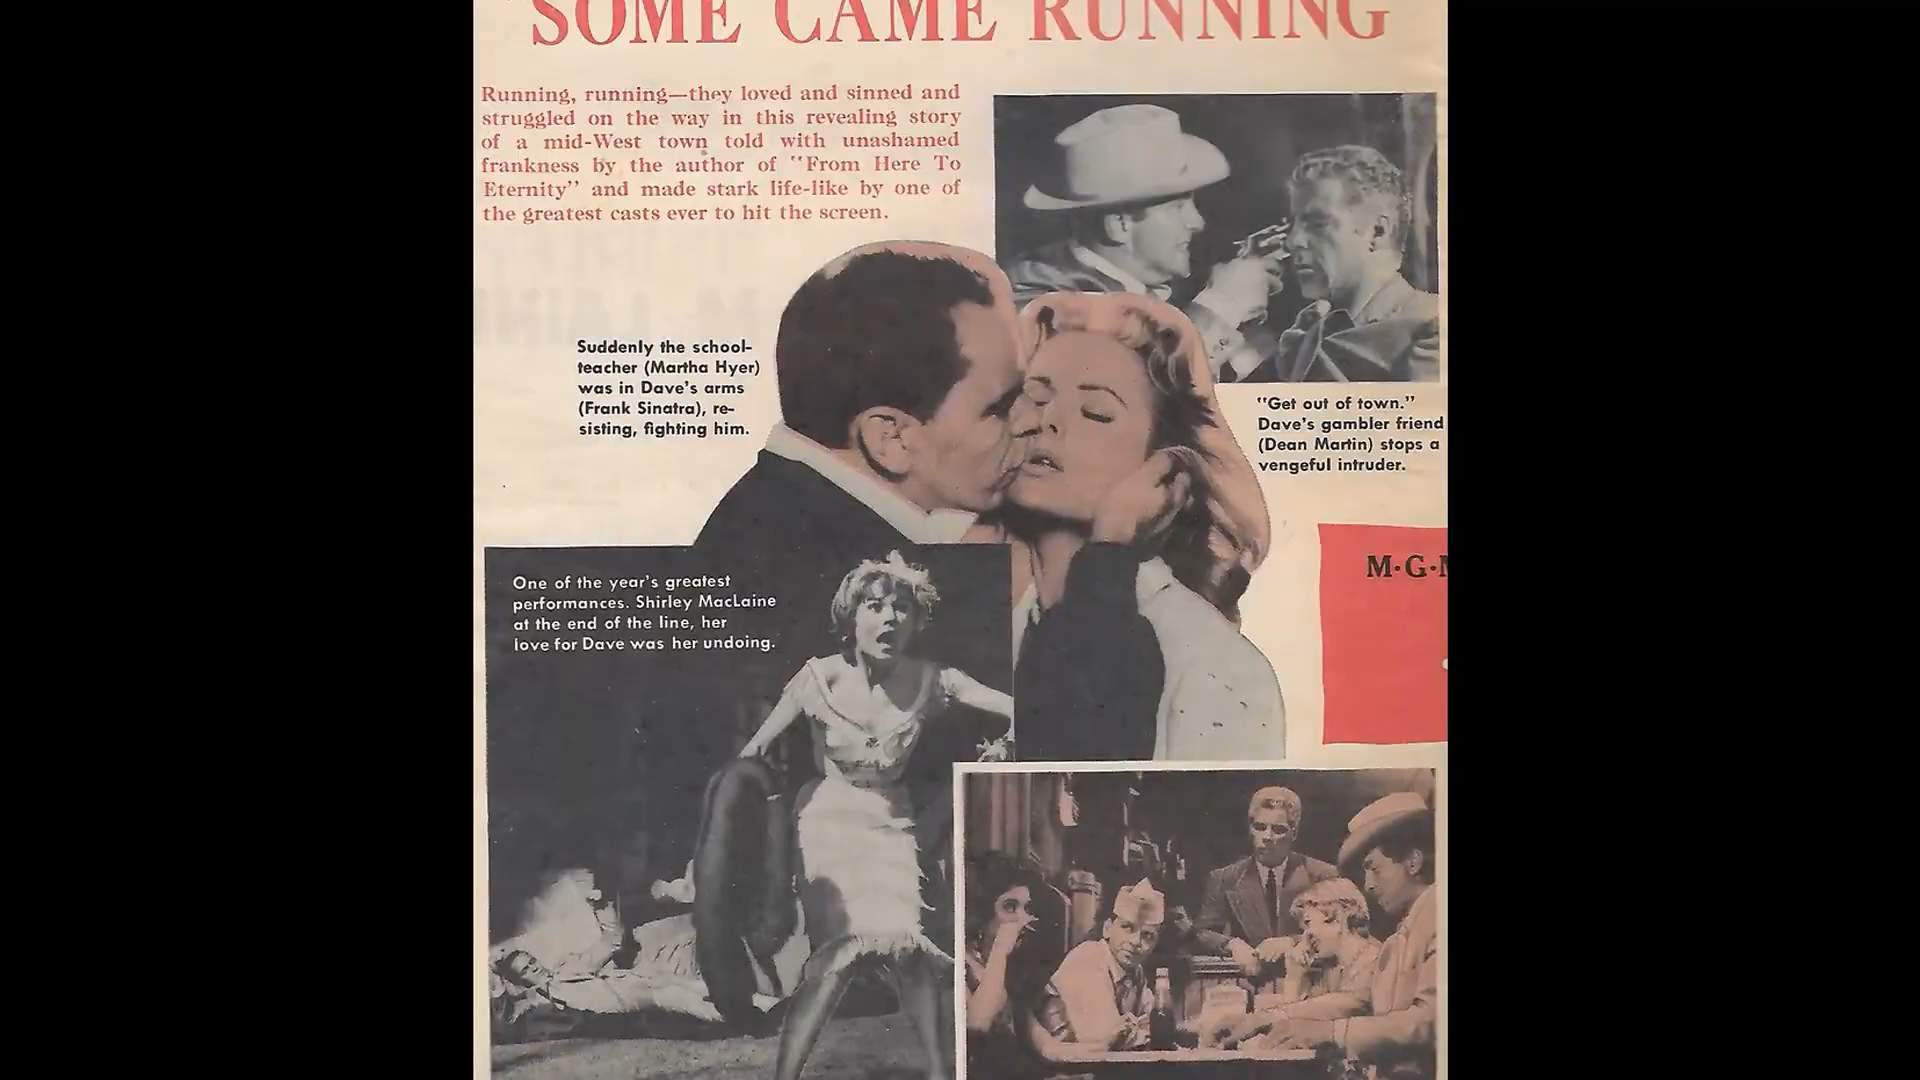 SOME CAME RUNNING
Running, running—they loved and sinned and
struggled on the way in this revealing story
of a mid-West town told with unashamed
frankness by the author of "From Here To
Eternity" and made stark life-like by one of
the greatest casts ever to hit the screen.
Suddenly the school-
teacher (Martha Hyer)
was in Dave's arms
(Frank Sinatra), re-
sisting, fighting him.
"Get out of town."
Dave's gambler friend
(Dean Martin) stops a
vengeful intruder.
M·G·M
One of the year's greatest
performances. Shirley MacLaine
at the end of the line, her
love for Dave was her undoing.